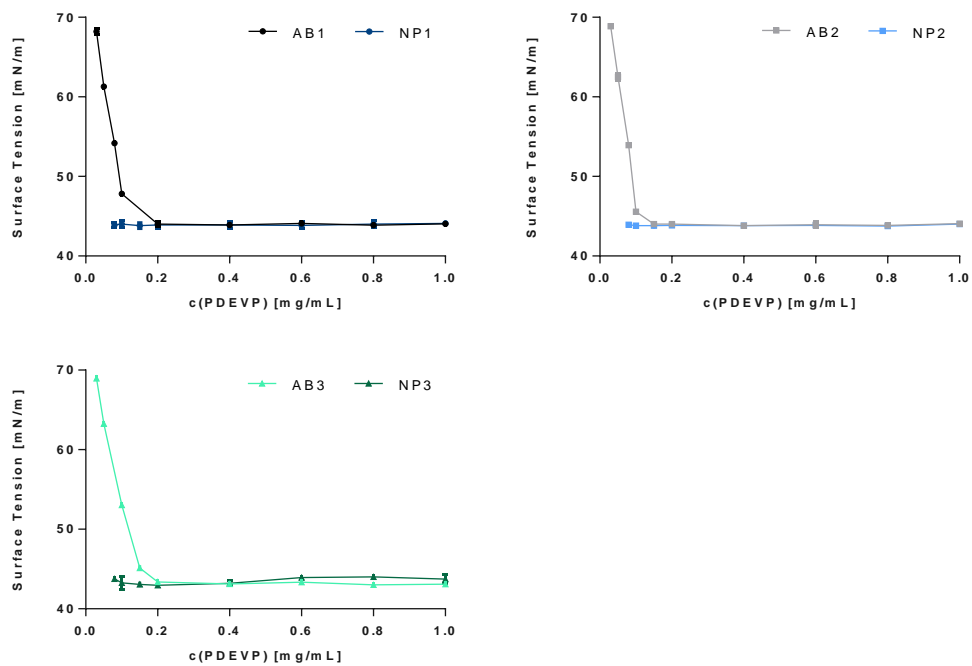 AB1 NP1
70
60
50
40
Surface Tension [mN/m]
0.0 0.2 0.4 0.6 0.8 1.0
c(PDEVP) [mg/mL]
AB2 NP2
70
60
50
40
Surface Tension [mN/m]
0.0 0.2 0.4 0.6 0.8 1.0
c(PDEVP) [mg/mL]
AB3 NP3
70
60
50
40
Surface Tension [mN/m]
0.0 0.2 0.4 0.6 0.8 1.0
c(PDEVP) [mg/mL]